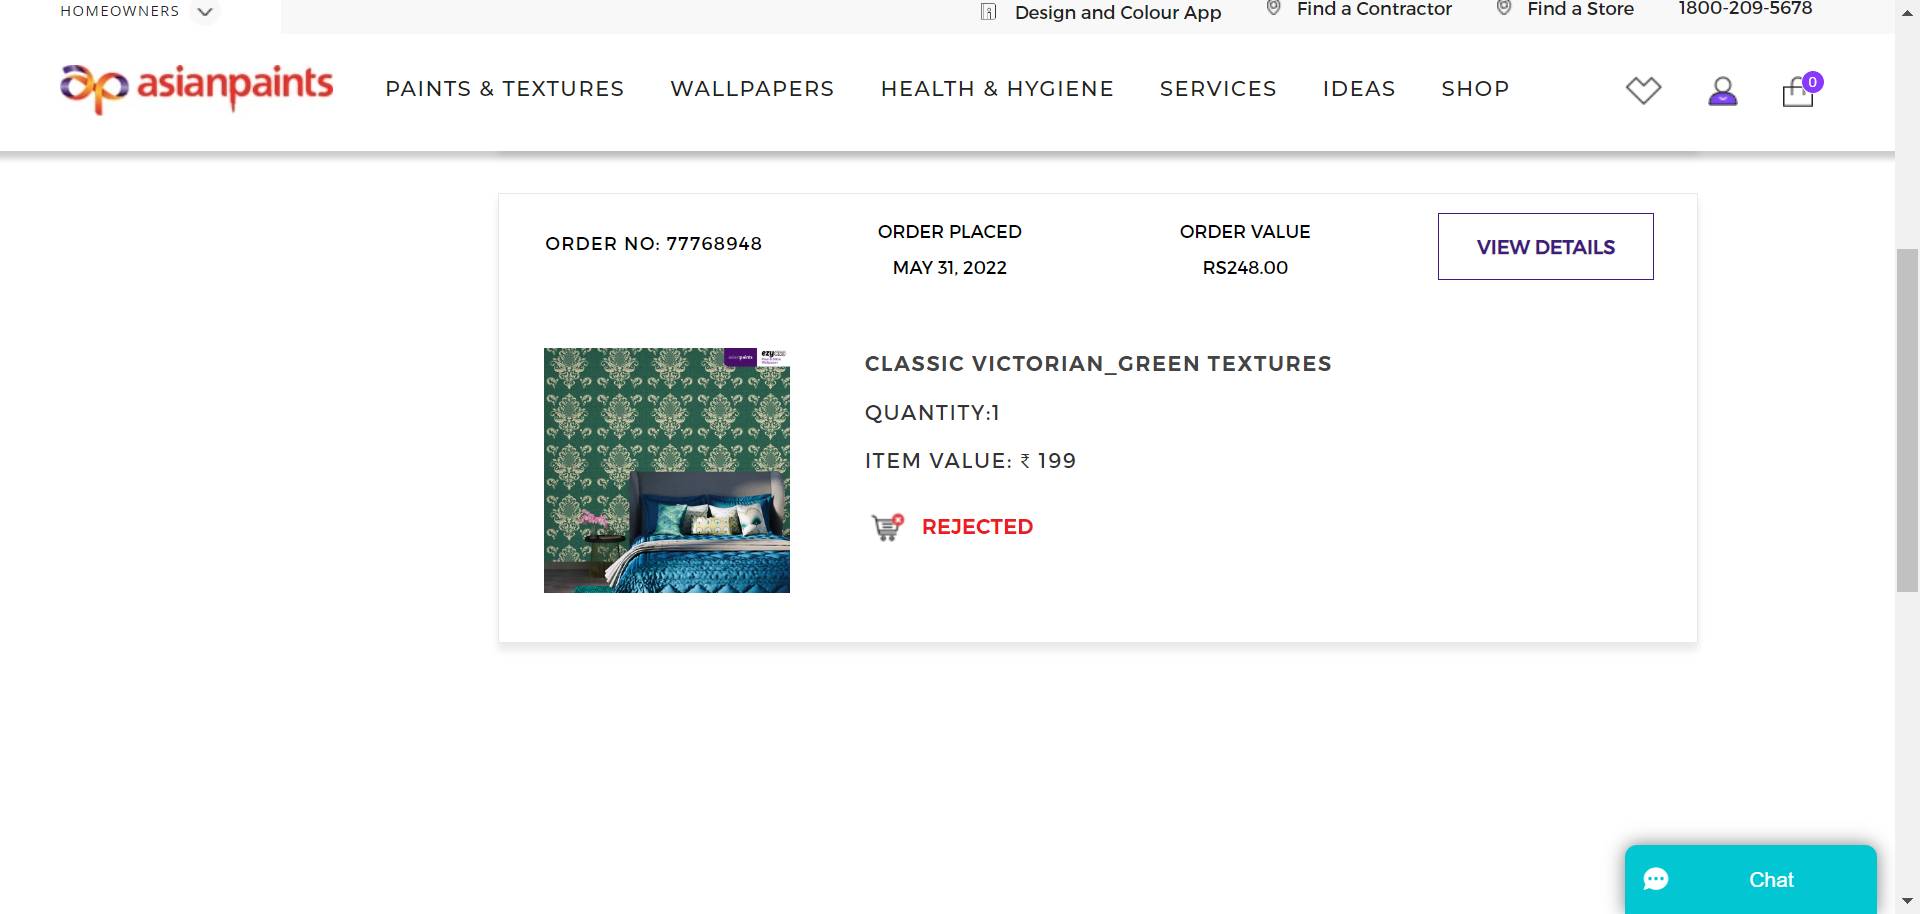 HOMEOWNERS
Design and Colour App
Find a Contractor
Find a Store
1800-209-5678
asianpaints
PAINTS & TEXTURES
WALLPAPERS
HEALTH & HYGIENE
SERVICES
IDEAS
SHOP
0
ORDER NO: 77768948
ORDER PLACED
MAY 31, 2022
ORDER VALUE
RS248.00
VIEW DETAILS
asianpaints
CLASSIC VICTORIAN_GREEN TEXTURES
QUANTITY:1
ITEM VALUE: ₹ 199
REJECTED
Chat